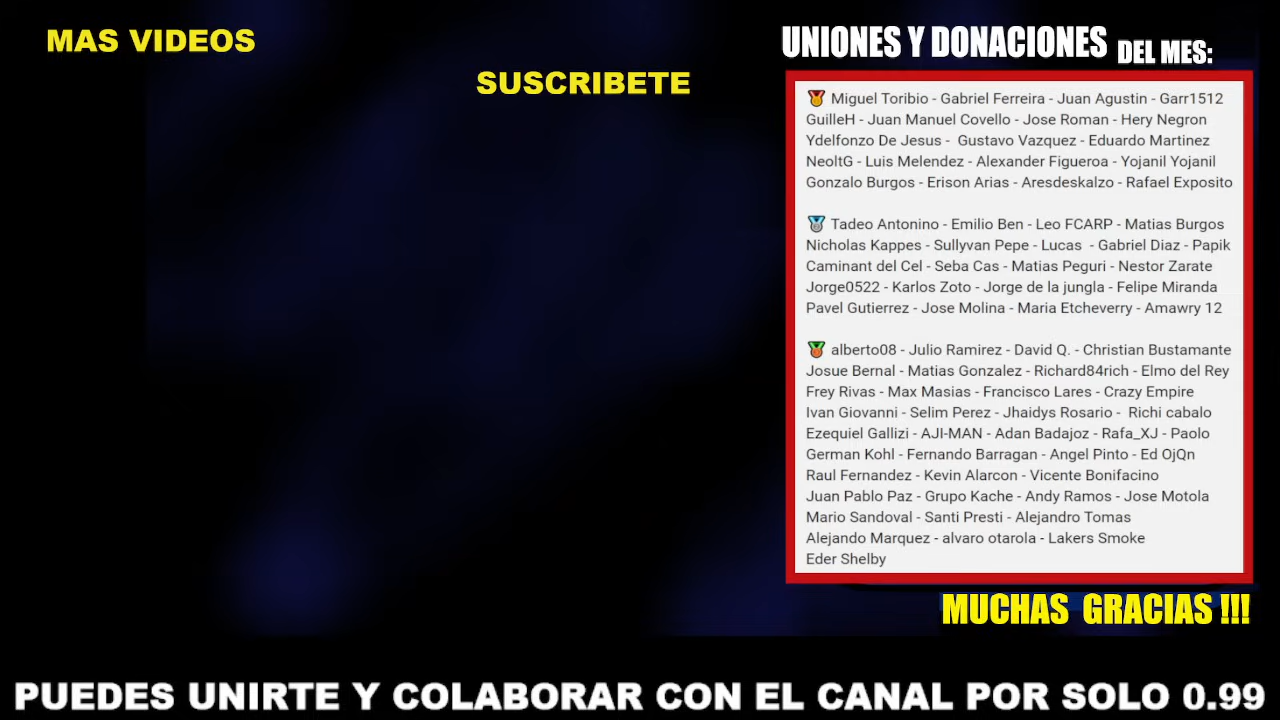 MAS VIDEOS
SUSCRIBETE
UNIONES Y DONACIONES DEL MES:
Miguel Toribio - Gabriel Ferreira - Juan Agustin - Garr1512
GuilleH - Juan Manuel Covello - Jose Roman - Hery Negron
Ydelfonzo De Jesus - Gustavo Vazquez - Eduardo Martinez
NeoltG - Luis Melendez - Alexander Figueroa - Yojanil Yojanil
Gonzalo Burgos - Erison Arias - Aresdeskalzo - Rafael Exposito
Tadeo Antonino - Emilio Ben - Leo FCARP - Matias Burgos
Nicholas Kappes - Sullyvan Pepe - Lucas - Gabriel Diaz - Papik
Caminant del Cel - Seba Cas - Matias Peguri - Nestor Zarate
Jorge0522 - Karlos Zoto - Jorge de la jungla - Felipe Miranda
Pavel Gutierrez - Jose Molina - Maria Etcheverry - Amawry 12
alberto08 - Julio Ramirez - David Q. - Christian Bustamante
Josue Bernal - Matias Gonzalez - Richard84rich - Elmo del Rey
Frey Rivas - Max Masias - Francisco Lares - Crazy Empire
Ivan Giovanni - Selim Perez - Jhaidys Rosario - Richi cabalo
Ezequiel Gallizi - AJI-MAN - Adan Badajoz - Rafa_XJ - Paolo
German Kohl - Fernando Barragan - Angel Pinto - Ed OjQn
Raul Fernandez - Kevin Alarcon - Vicente Bonifacino
Juan Pablo Paz - Grupo Kache - Andy Ramos - Jose Motola
Mario Sandoval - Santi Presti - Alejandro Tomas
Alejando Marquez - alvaro otarola - Lakers Smoke
Eder Shelby
MUCHAS GRACIAS !!!
PUEDES UNIRTE Y COLABORAR CON EL CANAL POR SOLO 0.99